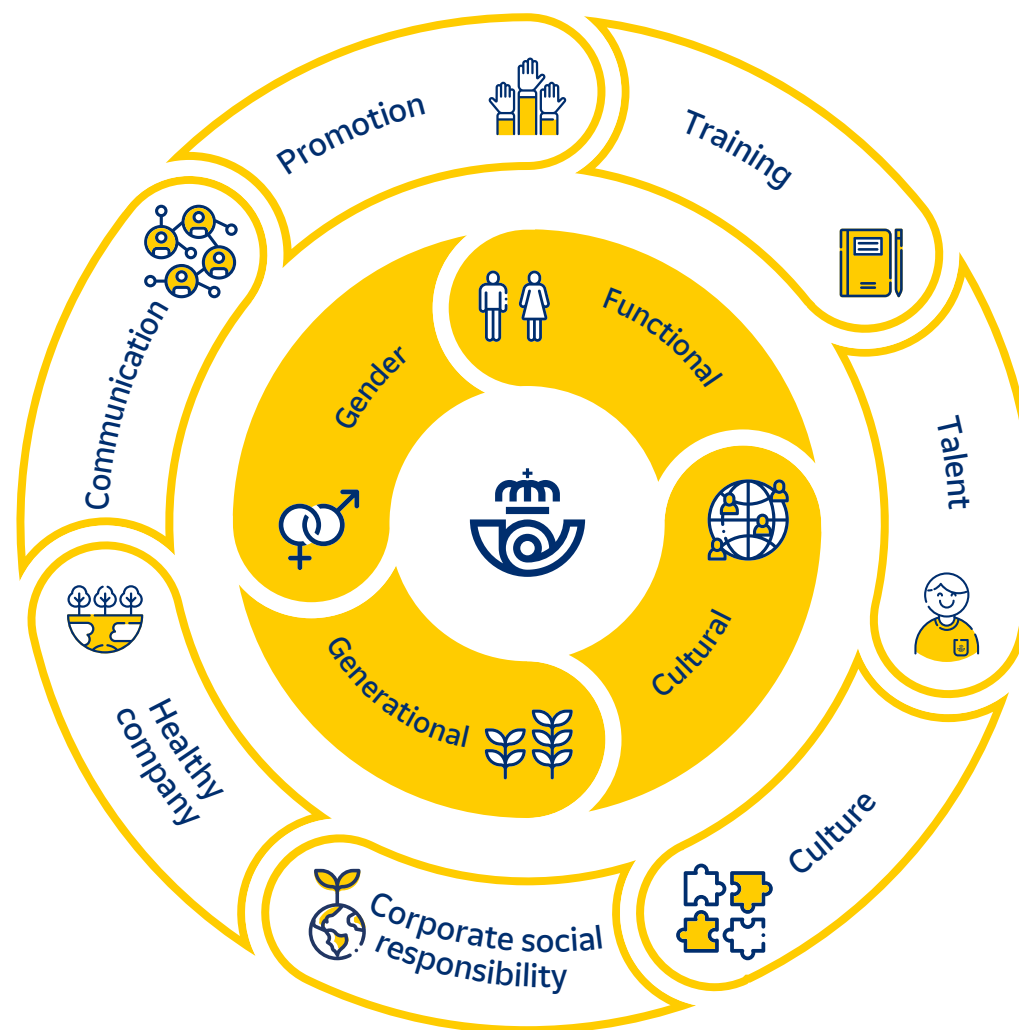 Promotion
Training
Talent
Culture
Corporate social
responsibility
Healthy
company
Communication
Functional
Cultural
Generational
Gender